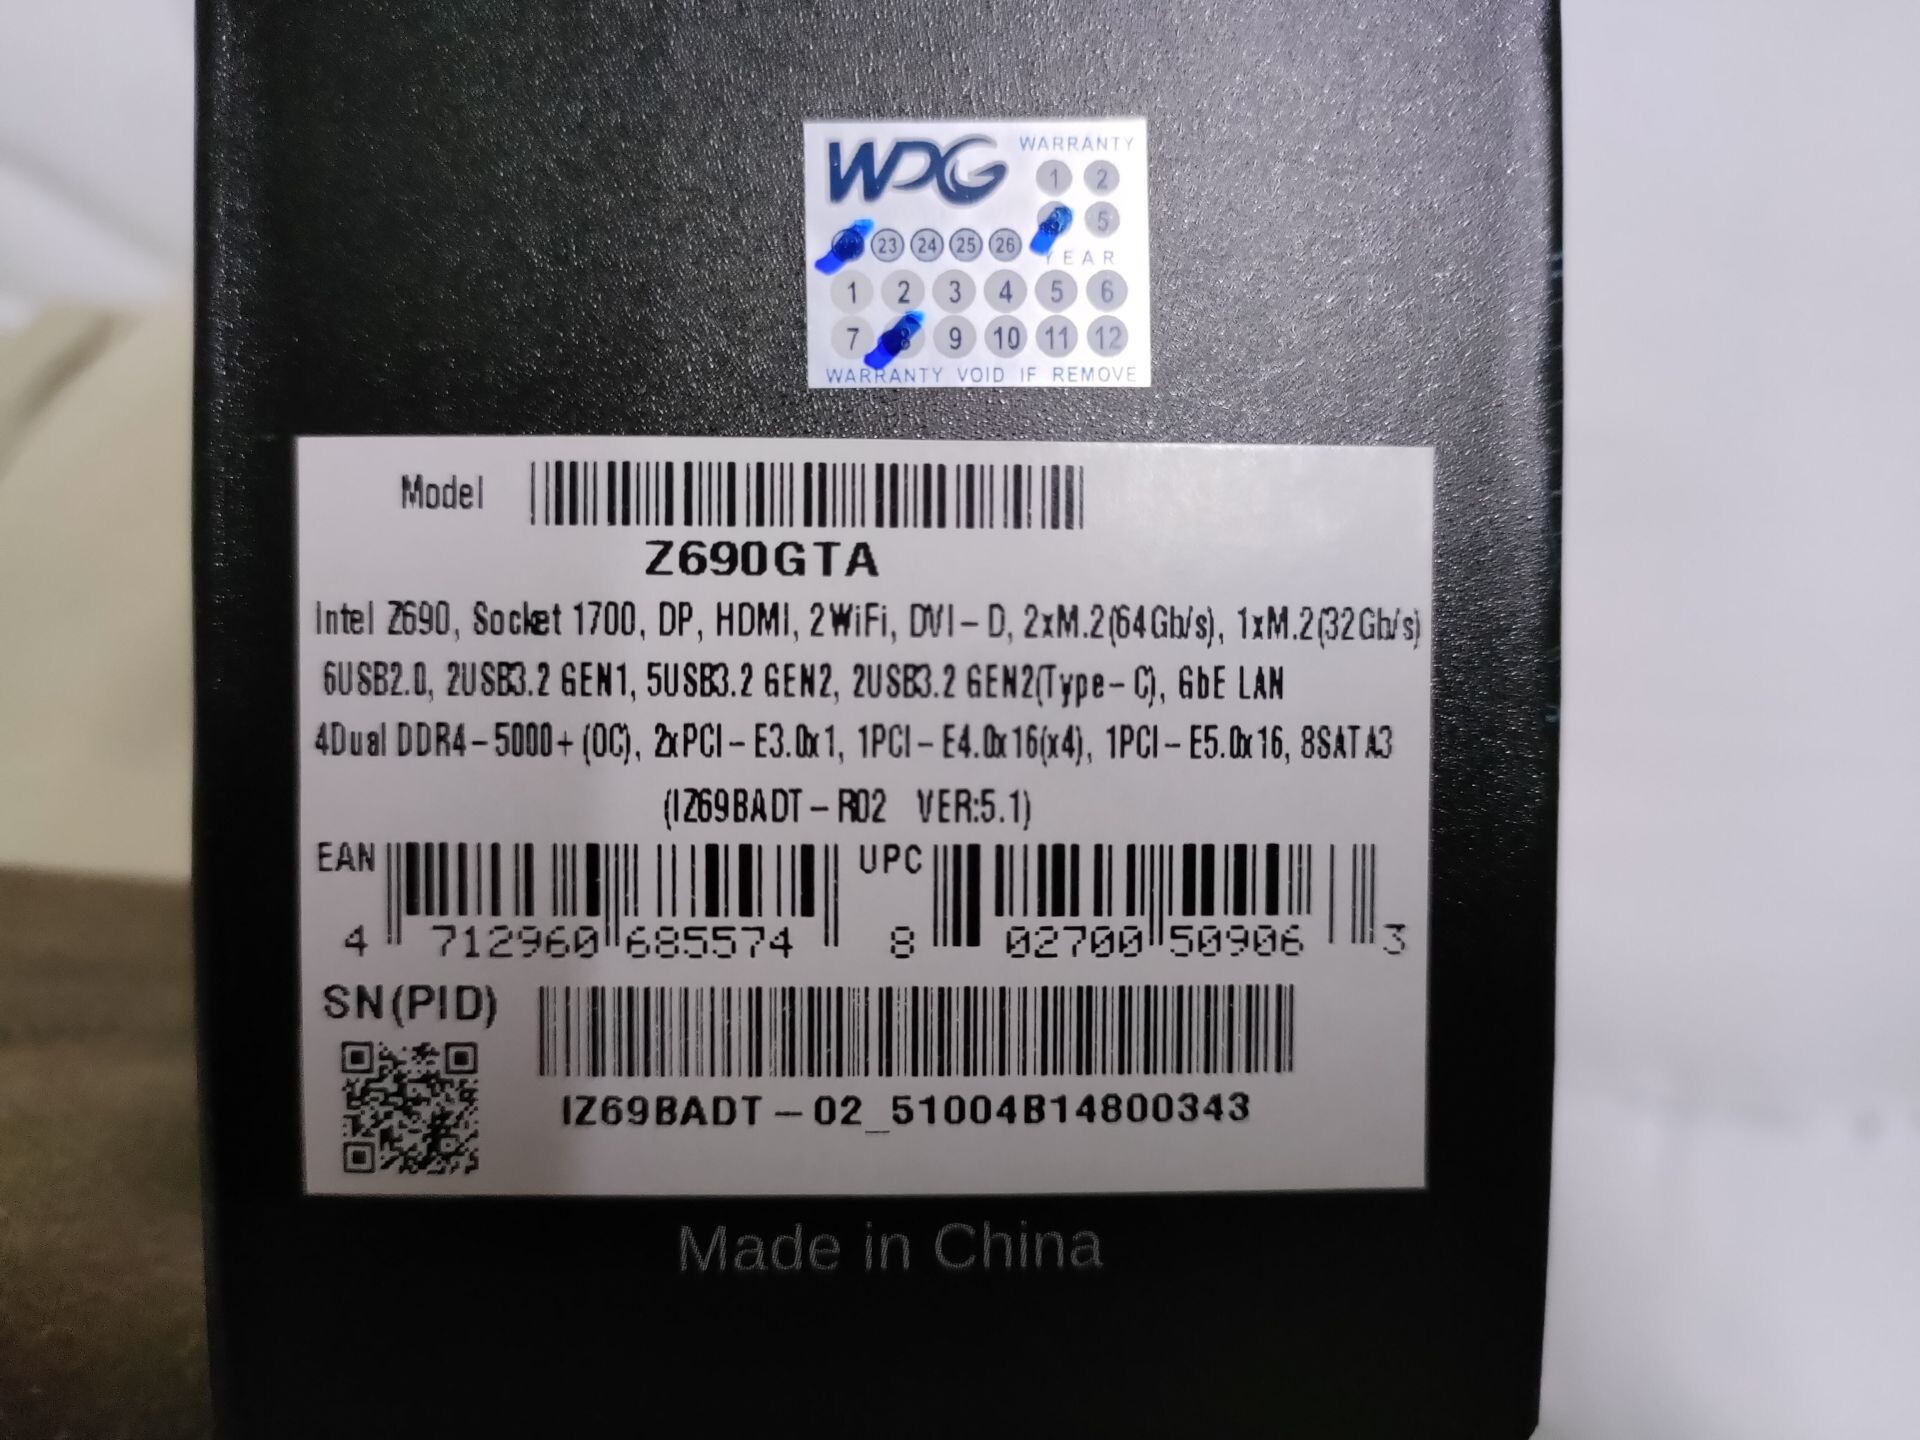 WDG
WARRANTY
1 2
5
23 24 25 26
YEAR
1 2 3 4 5 6
7 8 9 10 11 12
WARRANTY VOID IF REMOVE
Model
Z690GTA
Intel Z690, Socket 1700, DP, HDMI, 2WiFi, DVI-D, 2xM.2(64Gb/s), 1xM.2(32Gb/s)
6USB2.0, 2USB3.2 GEN1, 5USB3.2 GEN2, 2USB3.2 GEN2(Type-C), GbE LAN
4Dual DDR4-5000+(OC), 2xPCI-E3.0x1, 1PCI-E4.0x16(x4), 1PCI-E5.0x16, 8SATA3
(IZ69BADT-R02 VER:5.1)
EAN
4 712960 685574
UPC
8 02700 50906 3
SN(PID)
IZ69BADT-02_51004B14800343
Made in China